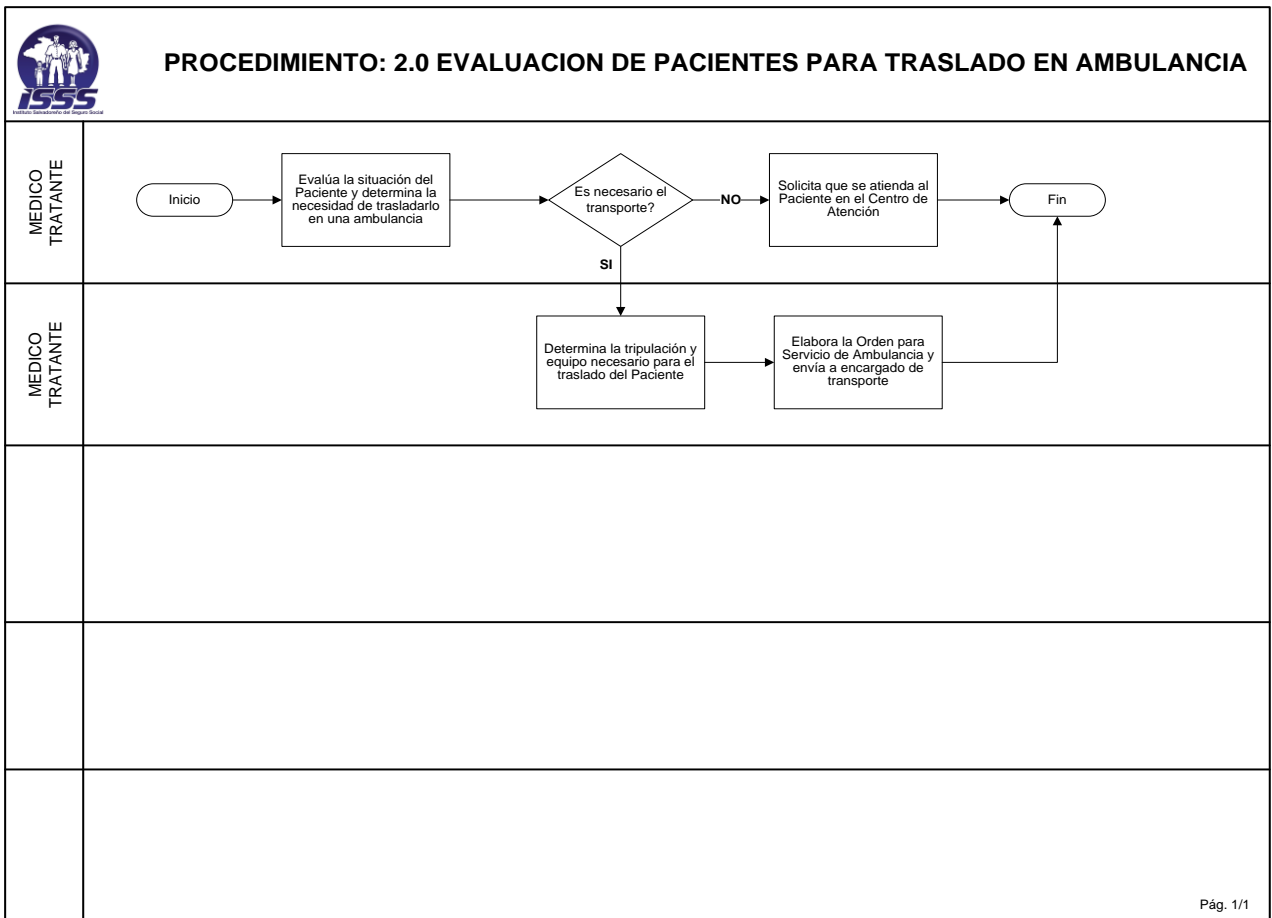 PROCEDIMIENTO: 2.0 EVALUACION DE PACIENTES PARA TRASLADO EN AMBULANCIA
ISSS
Instituto Salvadoreño del Seguro Social
MEDICO
TRATANTE
Inicio
Evalúa la situación del
Paciente y determina la
necesidad de trasladarlo
en una ambulancia
Es necesario el
transporte?
NO
Solicita que se atienda al
Paciente en el Centro de
Atención
Fin
SI
MEDICO
TRATANTE
Determina la tripulación y
equipo necesario para el
traslado del Paciente
Elabora la Orden para
Servicio de Ambulancia y
envía a encargado de
transporte
Pág. 1/1